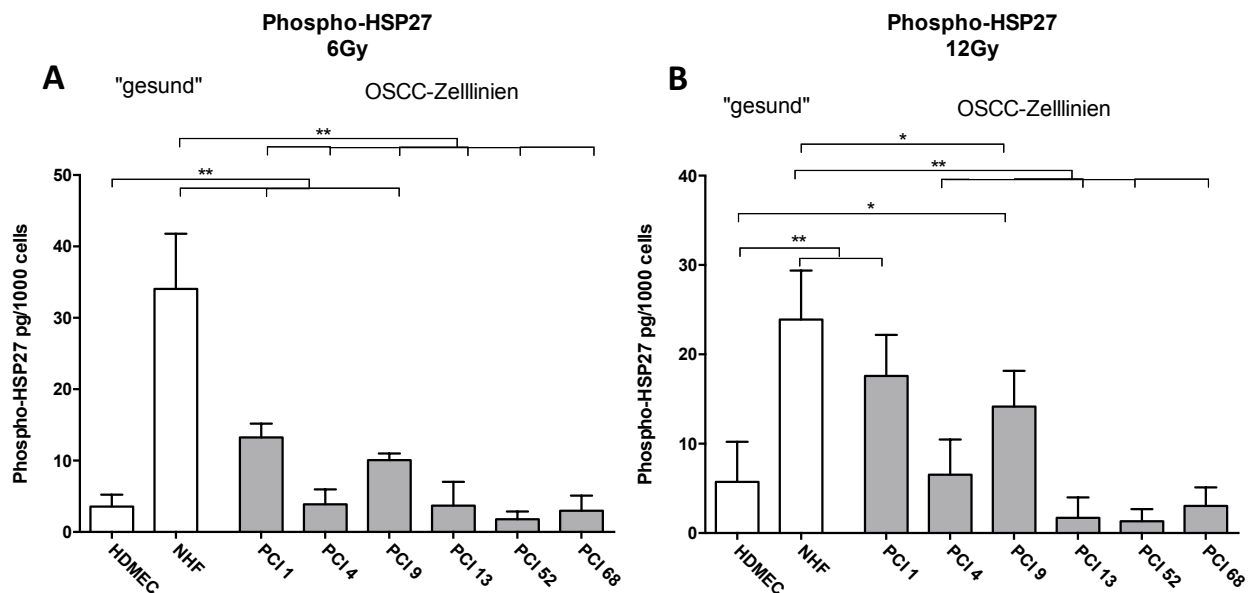 Phospho-HSP27
6Gy
A
"gesund"
OSCC-Zelllinien
**
**
50
40
30
20
10
0
Phospho-HSP27 pg/1000 cells
HDMEC
NHF
PCI 1
PCI 4
PCI 9
PCI 13
PCI 52
PCI 68
Phospho-HSP27
12Gy
B
"gesund"
OSCC-Zelllinien
*
**
*
**
40
30
20
10
0
Phospho-HSP27 pg/1000 cells
HDMEC
NHF
PCI 1
PCI 4
PCI 9
PCI 13
PCI 52
PCI 68